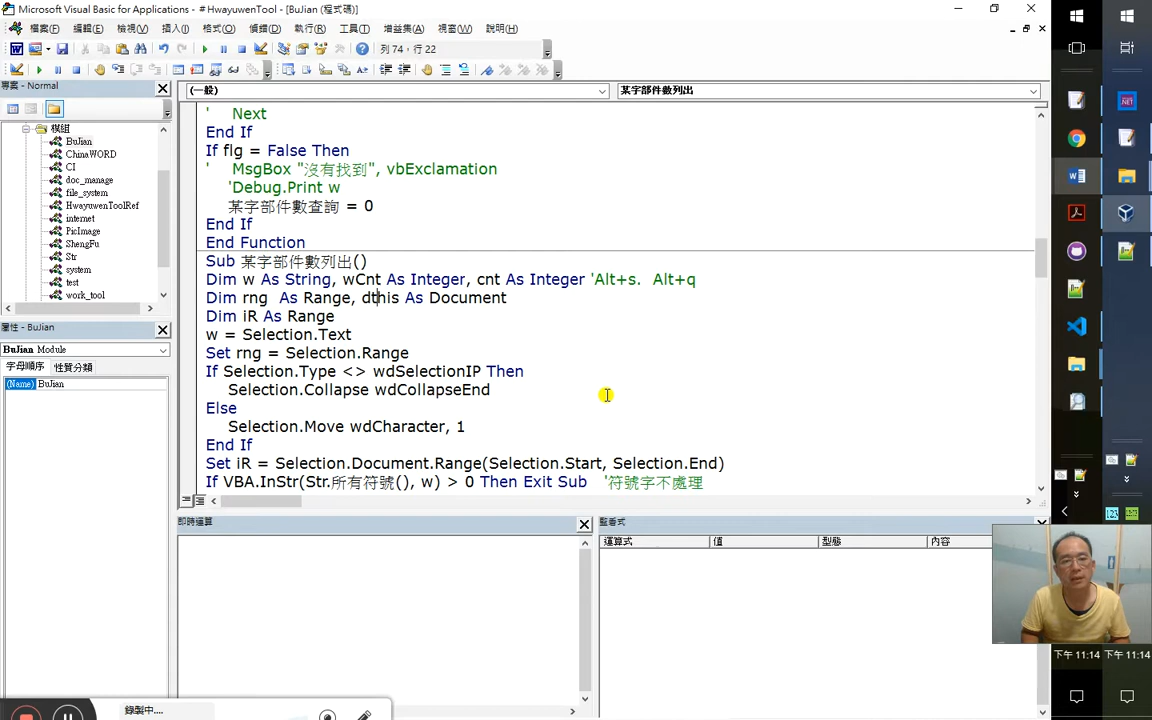 Microsoft Visual Basic for Applications - # HwayuwenTool - [BuJian (程式碼)]
檔案(F) 編輯(E) 檢視(V) 插入(I) 格式(O) 偵錯(D) 執行(R) 工具(T) 增益集(A) 視窗(W) 說明(H)
列 74，行 22
專案 - Normal
(一般)
某字部件數列出
模組
BuJian
ChinaWORD
CI
doc_manage
file_system
HwayuwenToolRef
internet
PicImage
ShengFu
Str
system
test
work_tool
屬性 - BuJian
BuJian Module
字母順序 性質分類
(Name) BuJian
' Next
End If
If flg = False Then
' MsgBox "沒有找到", vbExclamation
'Debug.Print w
某字部件數查詢 = 0
End If
End Function
Sub 某字部件數列出()
Dim w As String, wCnt As Integer, cnt As Integer 'Alt+s. Alt+q
Dim rng  As Range, dthis As Document
Dim iR As Range
w = Selection.Text
Set rng = Selection.Range
If Selection.Type <> wdSelectionIP Then
Selection.Collapse wdCollapseEnd
Else
Selection.Move wdCharacter, 1
End If
Set iR = Selection.Document.Range(Selection.Start, Selection.End)
If VBA.InStr(Str.所有符號(), w) > 0 Then Exit Sub '符號字不處理
即時運算
監看式
運算式 值 型態 內容
錄製中....
下午 11:14 下午 11:14